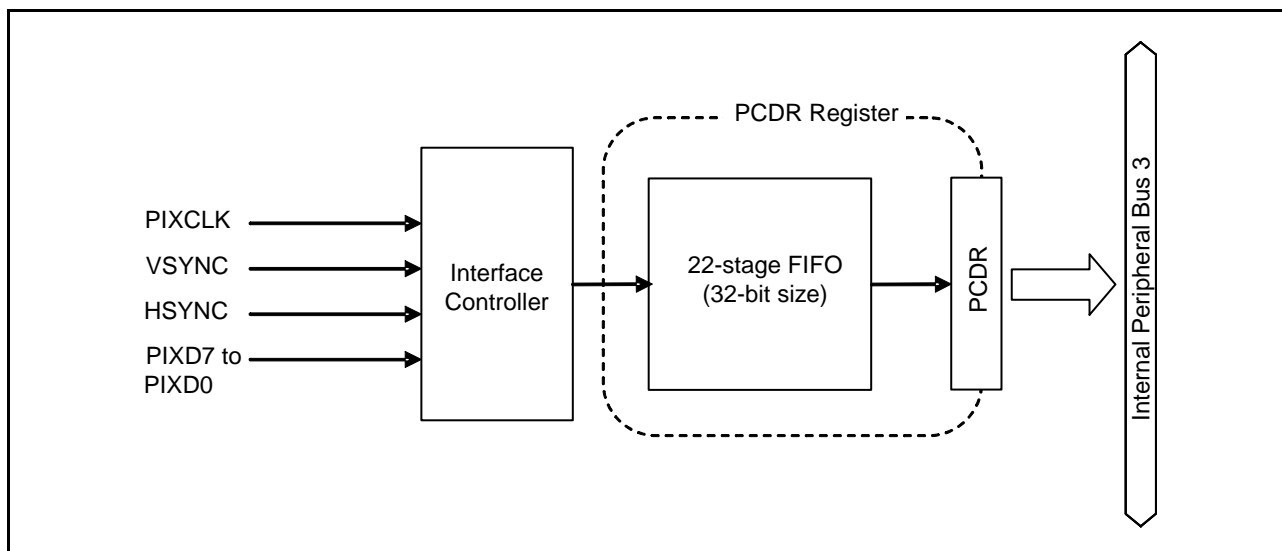 PCDR Register
PIXCLK
VSYNC
HSYNC
PIXD7 to
PIXD0
Interface
Controller
22-stage FIFO
(32-bit size)
PCDR
Internal Peripheral Bus 3